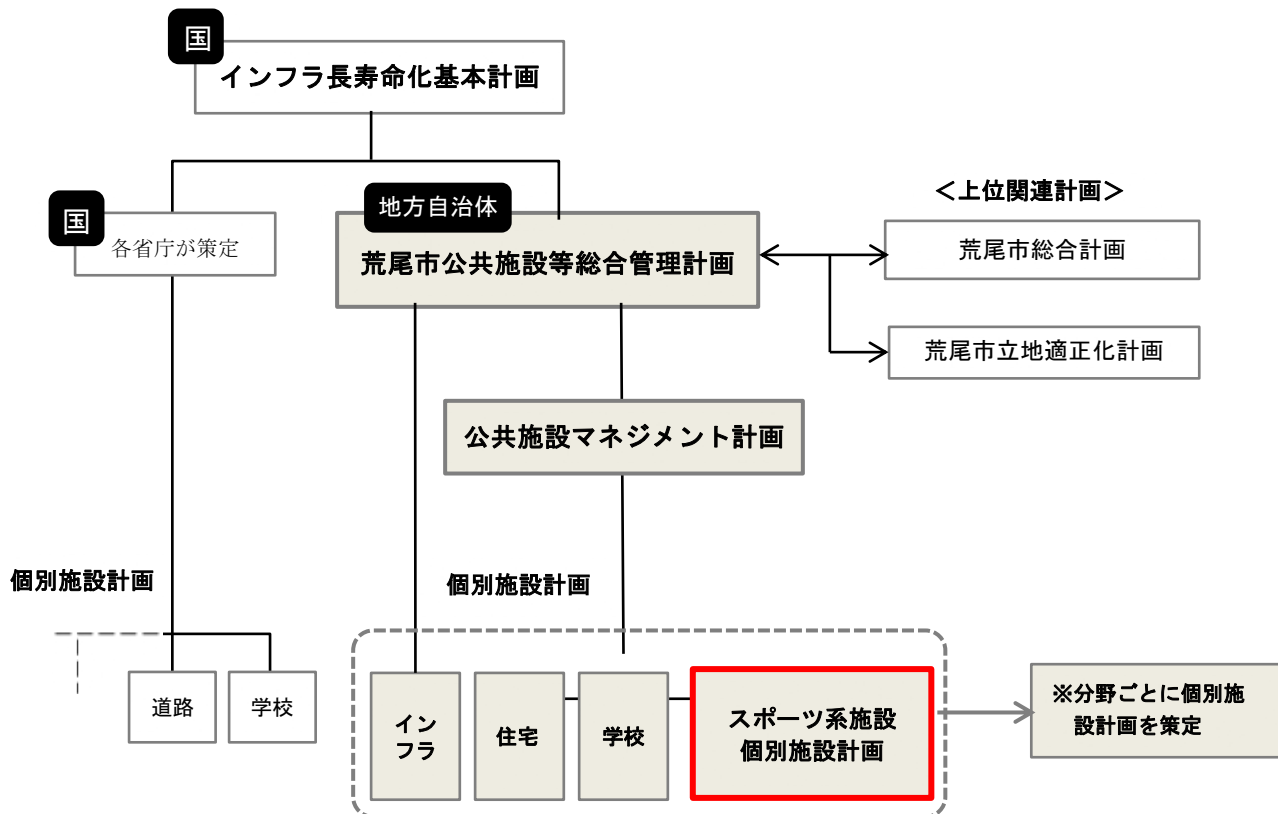 国
インフラ長寿命化基本計画
国
各省庁が策定
地方自治体
荒尾市公共施設等総合管理計画
＜上位関連計画＞
荒尾市総合計画
荒尾市立地適正化計画
公共施設マネジメント計画
個別施設計画
道路
学校
個別施設計画
イン
フラ
住宅
学校
スポーツ系施設
個別施設計画
※分野ごとに個別施
設計画を策定